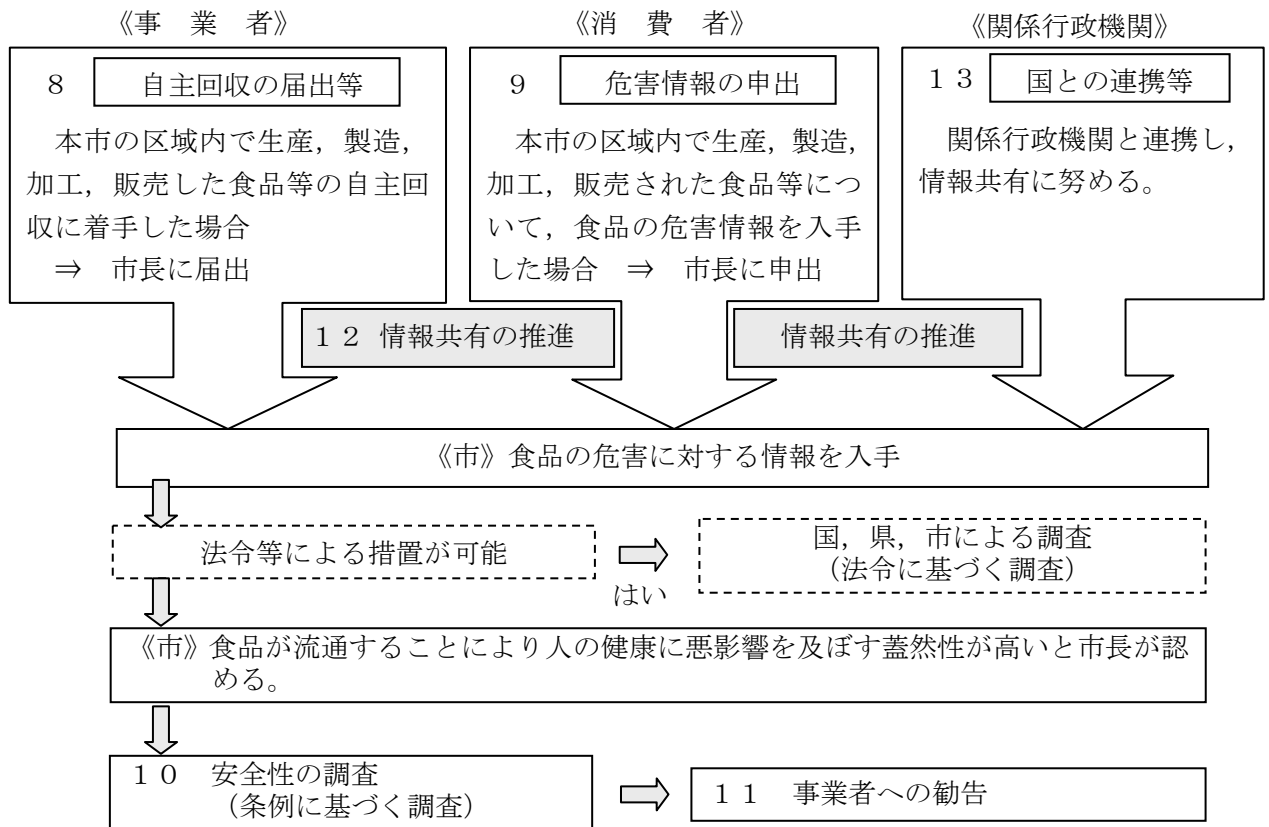 《事　業　者》
８　自主回収の届出等
本市の区域内で生産，製造，
加工，販売した食品等の自主回
収に着手した場合
⇒　市長に届出
《消　費　者》
９　危害情報の申出
本市の区域内で生産，製造，
加工，販売された食品等につ
いて，食品の危害情報を入手
した場合　⇒　市長に申出
《関係行政機関》
１３　国との連携等
関係行政機関と連携し，
情報共有に努める。
１２ 情報共有の推進
情報共有の推進
《市》食品の危害に対する情報を入手
法令等による措置が可能
はい
国，県，市による調査
（法令に基づく調査）
《市》食品が流通することにより人の健康に悪影響を及ぼす蓋然性が高いと市長が認
める。
１０　安全性の調査
（条例に基づく調査）
１１　事業者への勧告